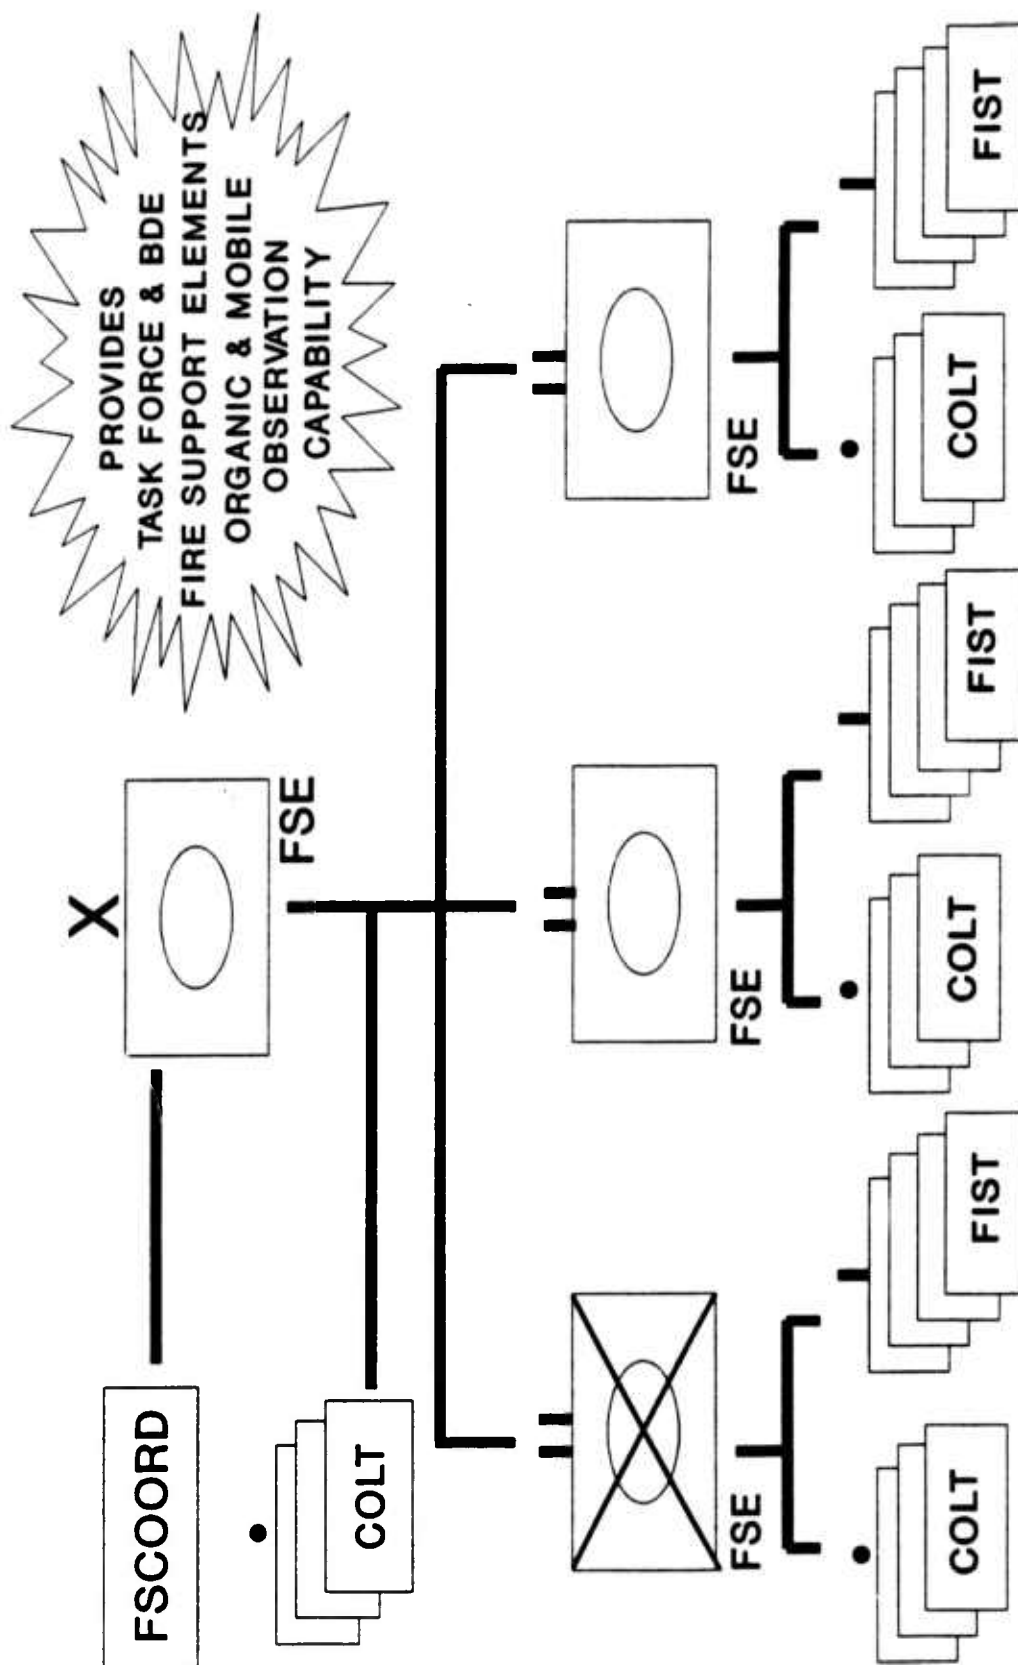 PROVIDES
TASK FORCE & BDE
FIRE SUPPORT ELEMENTS
ORGANIC & MOBILE
OBSERVATION
CAPABILITY
FSCOORD
X
FSE
COLT
FSE
FSE
FSE
COLT
FIST
COLT
FIST
COLT
FIST